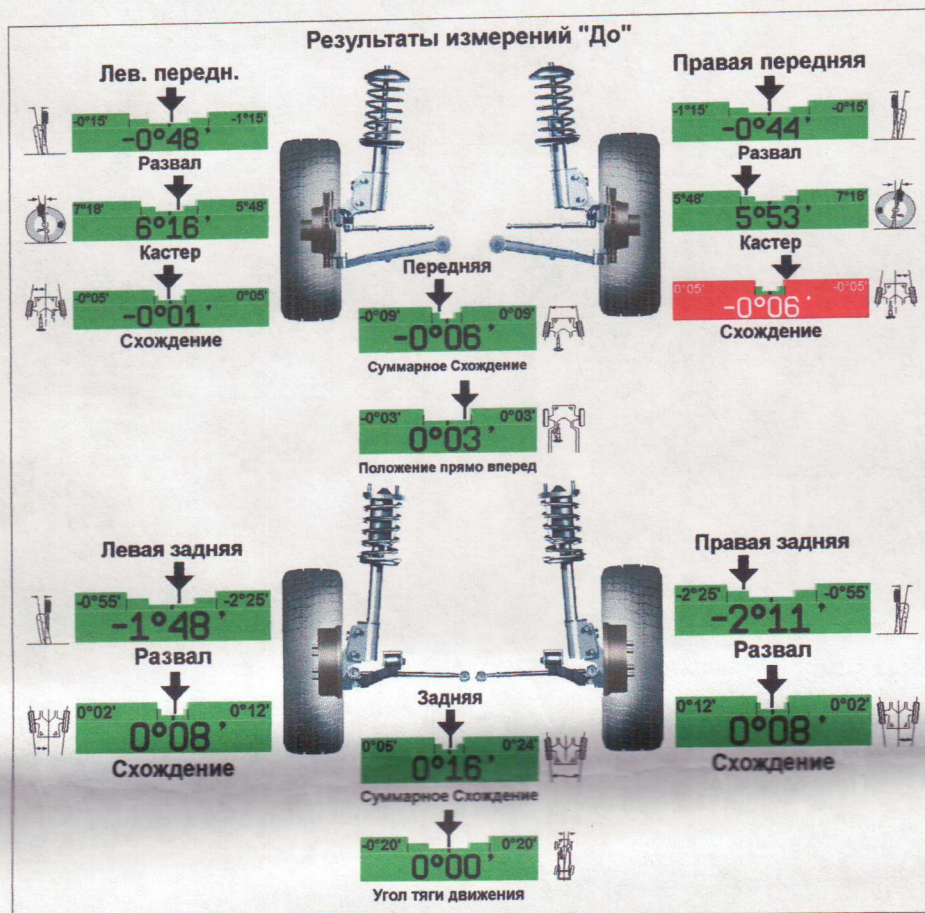 Результаты измерений "До"
Лев. передн.
-0°15' -1°15'
-0°48 '
Развал
7°18' 5°48'
6°16 '
Кастер
-0°05' 0°05'
-0°01 '
Схождение
Правая передняя
-1°15' -0°15'
-0°44 '
Развал
5°48' 7°18'
5°53 '
Кастер
0°05' -0°05'
-0°06 '
Схождение
Передняя
-0°09' 0°09'
-0°06 '
Суммарное Схождение
-0°03' 0°03'
0°03 '
Положение прямо вперед
Левая задняя
-0°55' -2°25'
-1°48 '
Развал
0°02' 0°12'
0°08 '
Схождение
Правая задняя
-2°25' -0°55'
-2°11 '
Развал
0°12' 0°02'
0°08 '
Схождение
Задняя
0°05' 0°24'
0°16 '
Суммарное Схождение
-0°20' 0°20'
0°00 '
Угол тяги движения